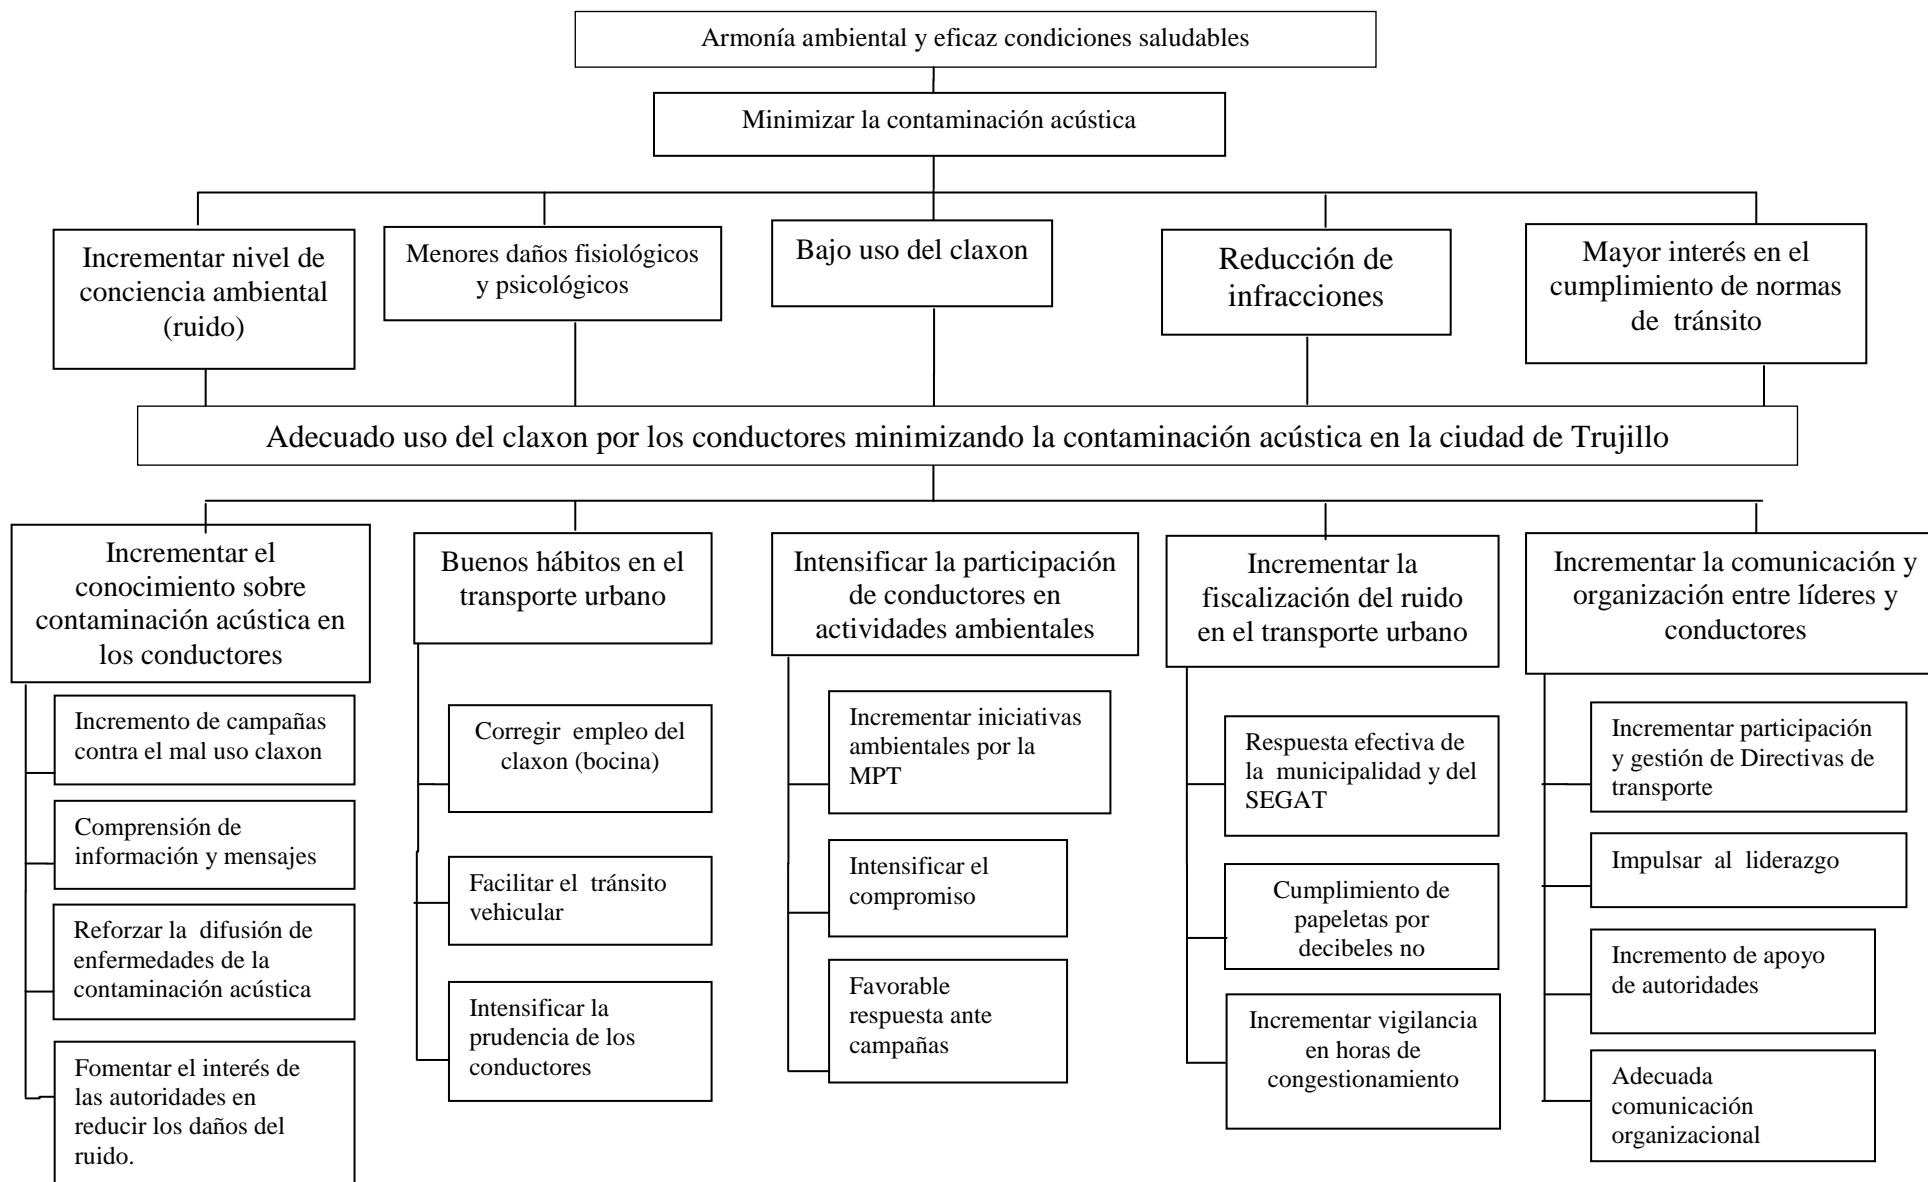 Armonía ambiental y eficaz condiciones saludables
Minimizar la contaminación acústica
Incrementar nivel de
conciencia ambiental
(ruido)
Menores daños fisiológicos
y psicológicos
Bajo uso del claxon
Reducción de
infracciones
Mayor interés en el
cumplimiento de normas
de tránsito
Adecuado uso del claxon por los conductores minimizando la contaminación acústica en la ciudad de Trujillo
Incrementar el
conocimiento sobre
contaminación acústica en
los conductores
Incremento de campañas
contra el mal uso claxon
Comprensión de
información y mensajes
Reforzar la difusión de
enfermedades de la
contaminación acústica
Fomentar el interés de
las autoridades en
reducir los daños del
ruido.
Buenos hábitos en el
transporte urbano
Corregir empleo del
claxon (bocina)
Facilitar el tránsito
vehicular
Intensificar la
prudencia de los
conductores
Intensificar la participación
de conductores en
actividades ambientales
Incrementar iniciativas
ambientales por la
MPT
Intensificar el
compromiso
Favorable
respuesta ante
campañas
Incrementar la
fiscalización del ruido
en el transporte urbano
Respuesta efectiva de
la municipalidad y del
SEGAT
Cumplimiento de
papeletas por
decibeles no
Incrementar vigilancia
en horas de
congestionamiento
Incrementar la comunicación y
organización entre líderes y
conductores
Incrementar participación
y gestión de Directivas de
transporte
Impulsar al liderazgo
Incremento de apoyo
de autoridades
Adecuada
comunicación
organizacional